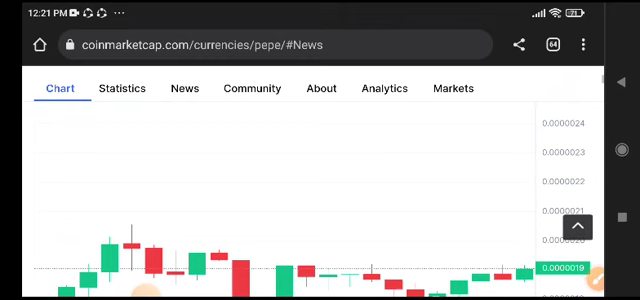 12:21 PM 71
coinmarketcap.com/currencies/pepe/#News 64
Chart Statistics News Community About Analytics Markets
0.0000024
0.0000023
0.0000022
0.0000021
0.0000019